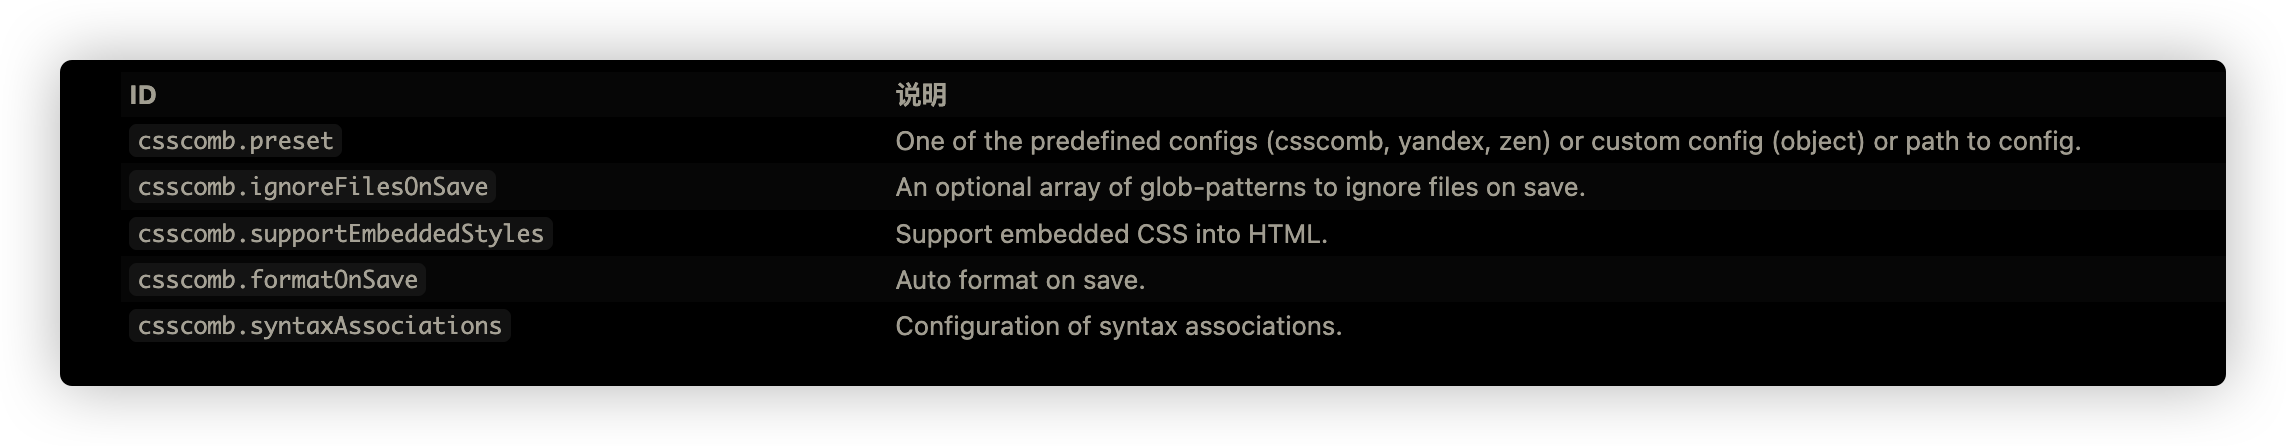 ID 说明
csscomb.preset One of the predefined configs (csscomb, yandex, zen) or custom config (object) or path to config.
csscomb.ignoreFilesOnSave An optional array of glob-patterns to ignore files on save.
csscomb.supportEmbeddedStyles Support embedded CSS into HTML.
csscomb.formatOnSave Auto format on save.
csscomb.syntaxAssociations Configuration of syntax associations.